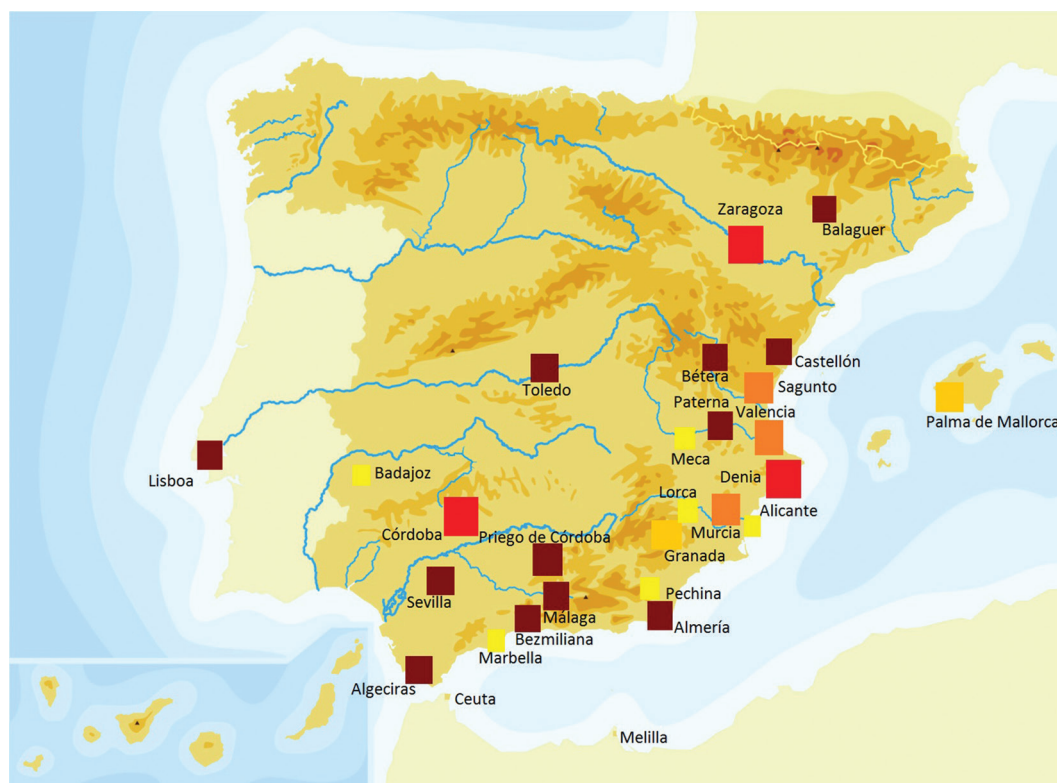 Zaragoza
Balaguer
Castellón
Bétera
Toledo
Sagunto
Paterna
Valencia
Palma de Mallorca
Meca
Lisboa
Badajoz
Denia
Lorca
Alicante
Córdoba
Priego de Córdoba
Murcia
Granada
Pechina
Sevilla
Málaga
Almería
Bezmiliana
Marbella
Algeciras
Ceuta
Melilla